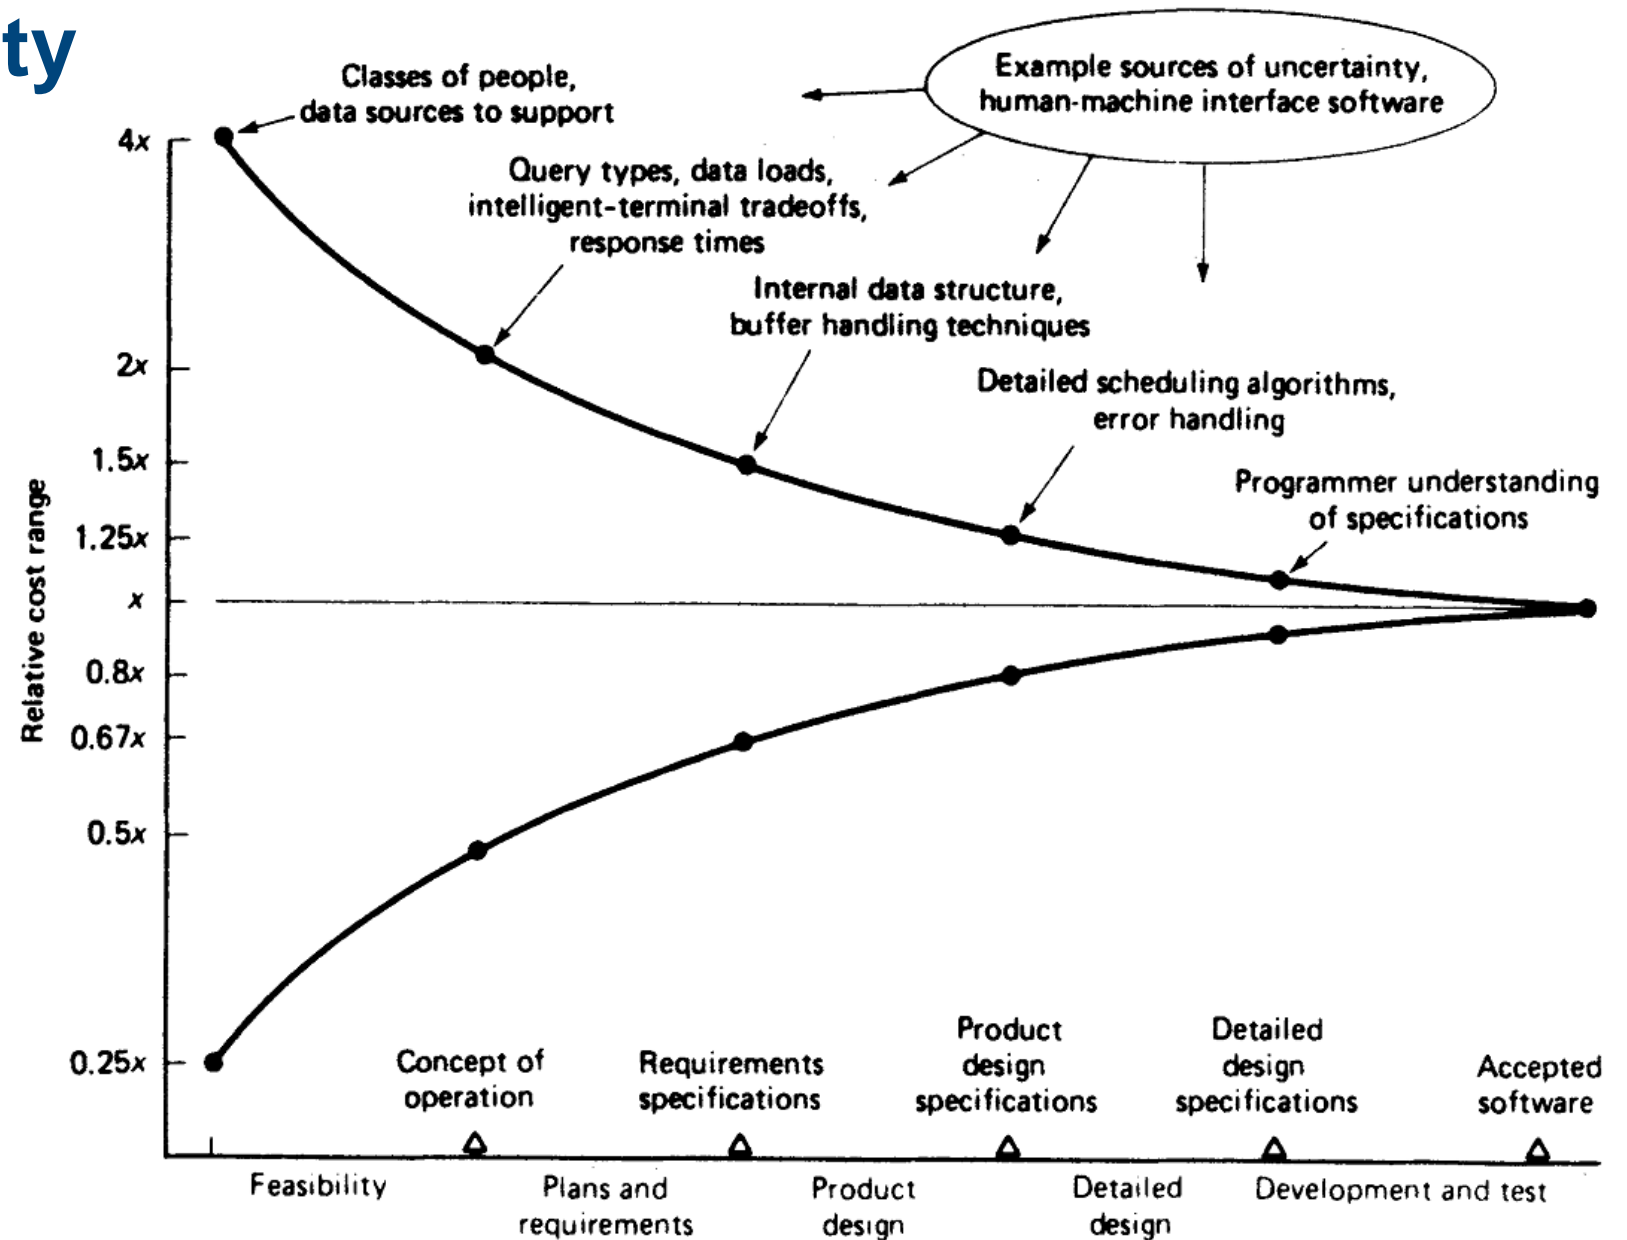 ty
Classes of people,
data sources to support
Example sources of uncertainty,
human-machine interface software
Query types, data loads,
intelligent-terminal tradeoffs,
response times
Internal data structure,
buffer handling techniques
Detailed scheduling algorithms,
error handling
Programmer understanding
of specifications
Relative cost range
4x
2x
1.5x
1.25x
x
0.8x
0.67x
0.5x
0.25x
Concept of
operation
Requirements
specifications
Product
design
specifications
Detailed
design
specifications
Accepted
software
Feasibility
Plans and
requirements
Product
design
Detailed
design
Development and test